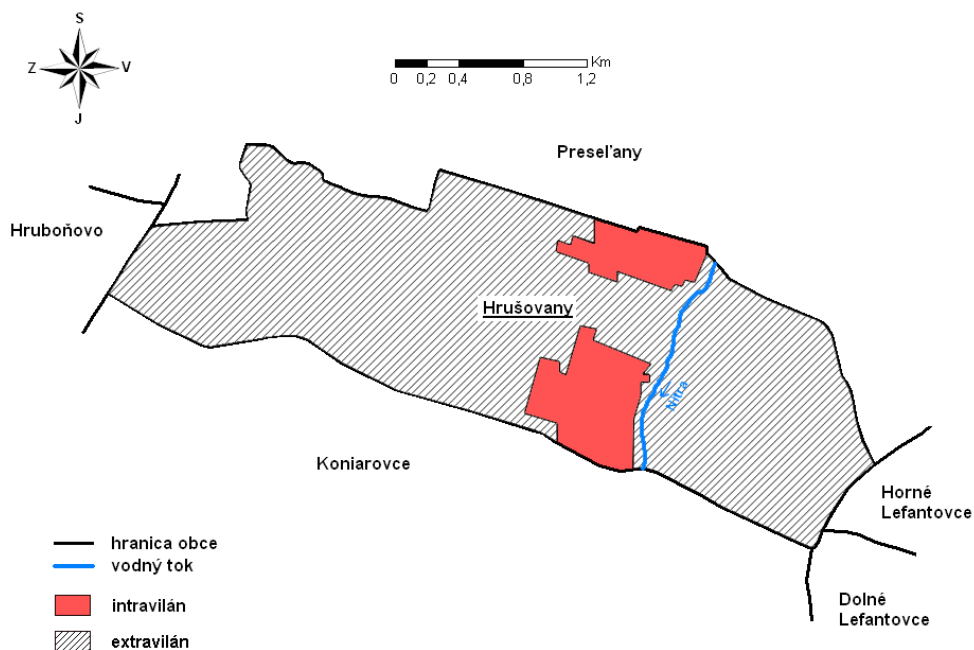 S
Z
V
J
Km
0 0,2 0,4 0,8 1,2
Preseľany
Hruboňovo
Hrušovany
Nitra
Koniarovce
Horné
Lefantovce
Dolné
Lefantovce
hranica obce
vodný tok
intravilán
extravilán